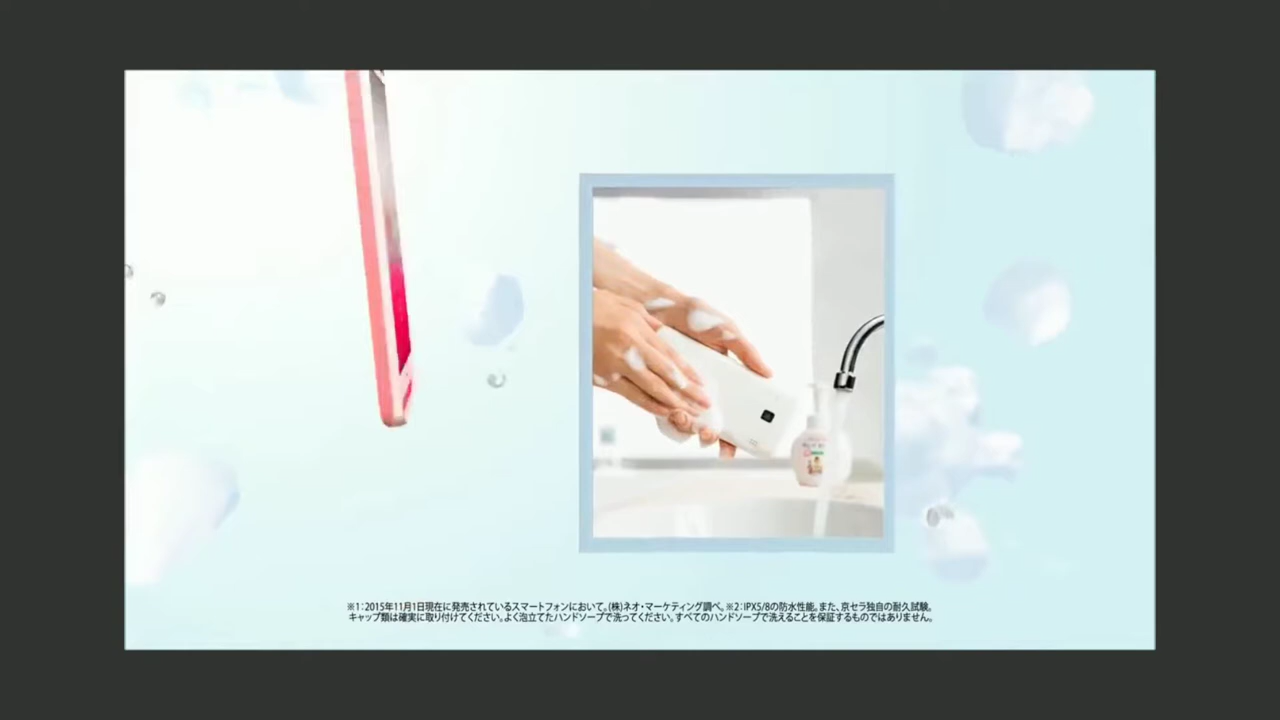 ※1：2015年11月1日現在に発売されているスマートフォンにおいて。(株)ネオ・マーケティング調べ。※2：IPX5/8の防水性能。また、京セラ独自の耐久試験。
キャップ類は確実に取り付けてください。よく泡立てたハンドソープで洗ってください。すべてのハンドソープで洗えることを保証するものではありません。